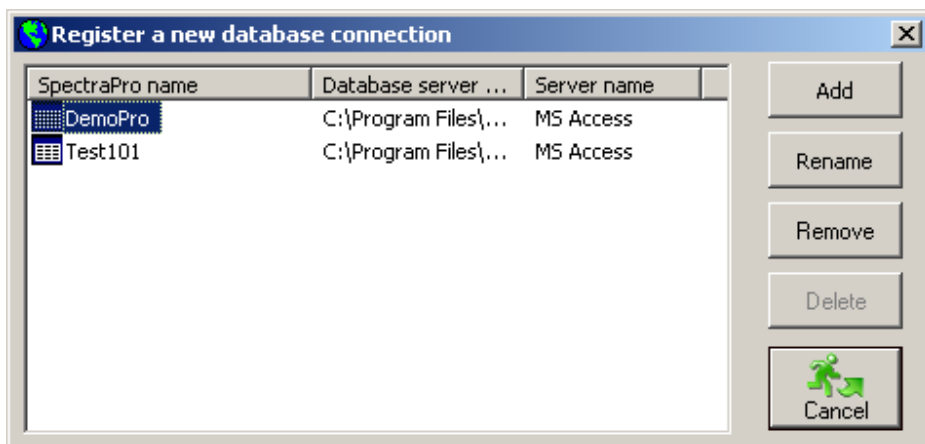 Register a new database connection
SpectraPro name Database server ... Server name
DemoPro C:\Program Files\... MS Access
Test101 C:\Program Files\... MS Access
Add
Rename
Remove
Delete
Cancel